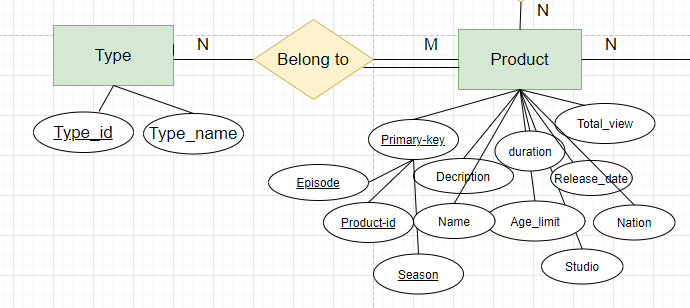 N
Type
N
Belong to
M
Product
N
Type_id
Type_name
Primary-key
duration
Total_view
Episode
Decription
Release_date
Product-id
Name
Age_limit
Nation
Season
Studio